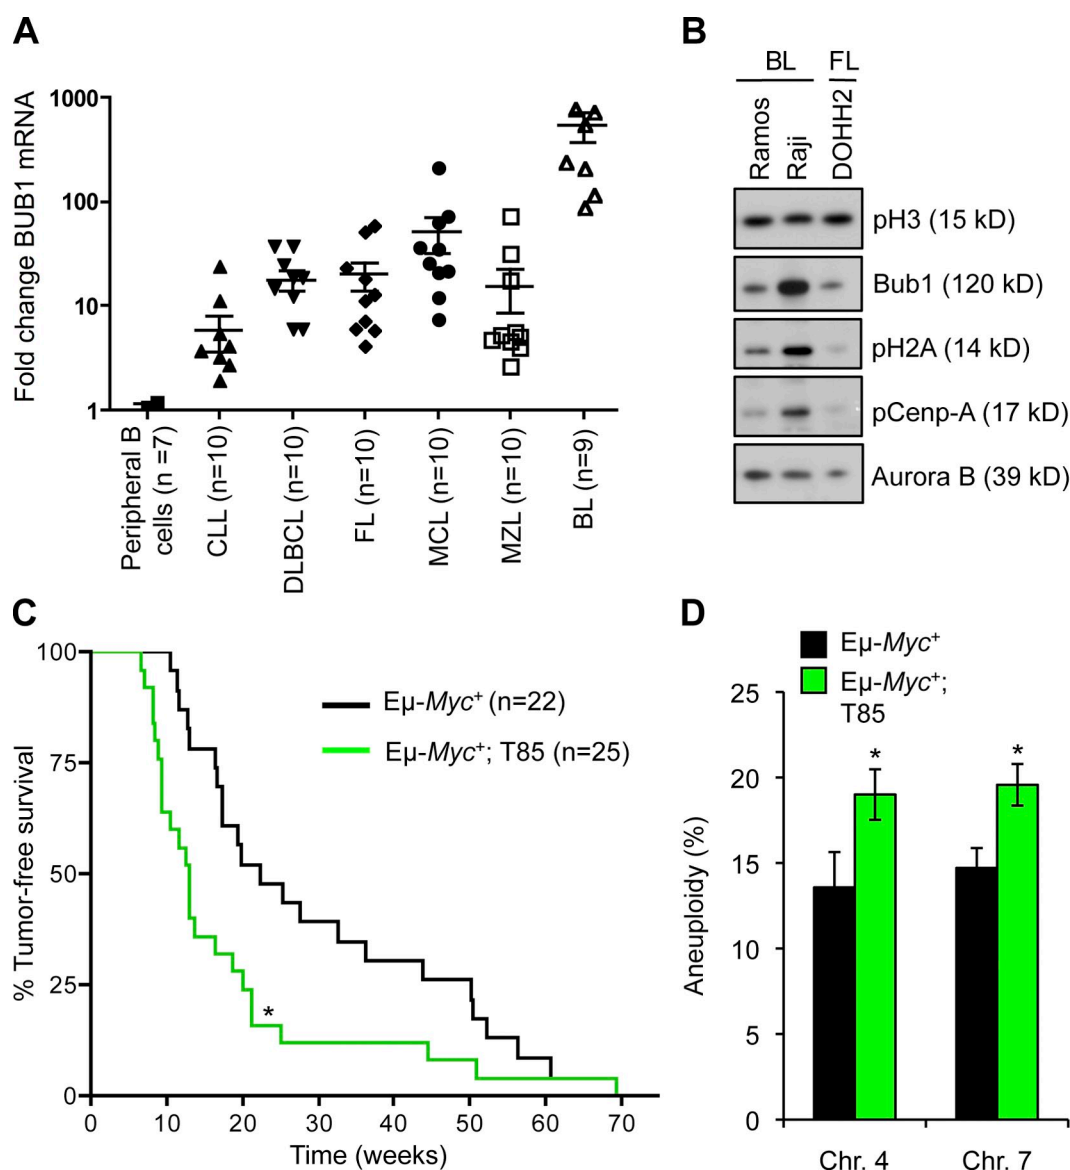 A
Fold change BUB1 mRNA
1000
100
10
1
Peripheral B
cells (n =7)
CLL (n=10)
DLBCL (n=10)
FL (n=10)
MCL (n=10)
MZL (n=10)
BL (n=9)
B
BL FL
Ramos
Raji
DOHH2
pH3 (15 kD)
Bub1 (120 kD)
pH2A (14 kD)
pCenp-A (17 kD)
Aurora B (39 kD)
C
% Tumor-free survival
100
75
50
25
0
Eμ-Myc+ (n=22)
Eμ-Myc+; T85 (n=25)
*
0 10 20 30 40 50 60 70
Time (weeks)
D
Eμ-Myc+
Eμ-Myc+;
T85
Aneuploidy (%)
25
20
15
10
5
0
* *
Chr. 4 Chr. 7